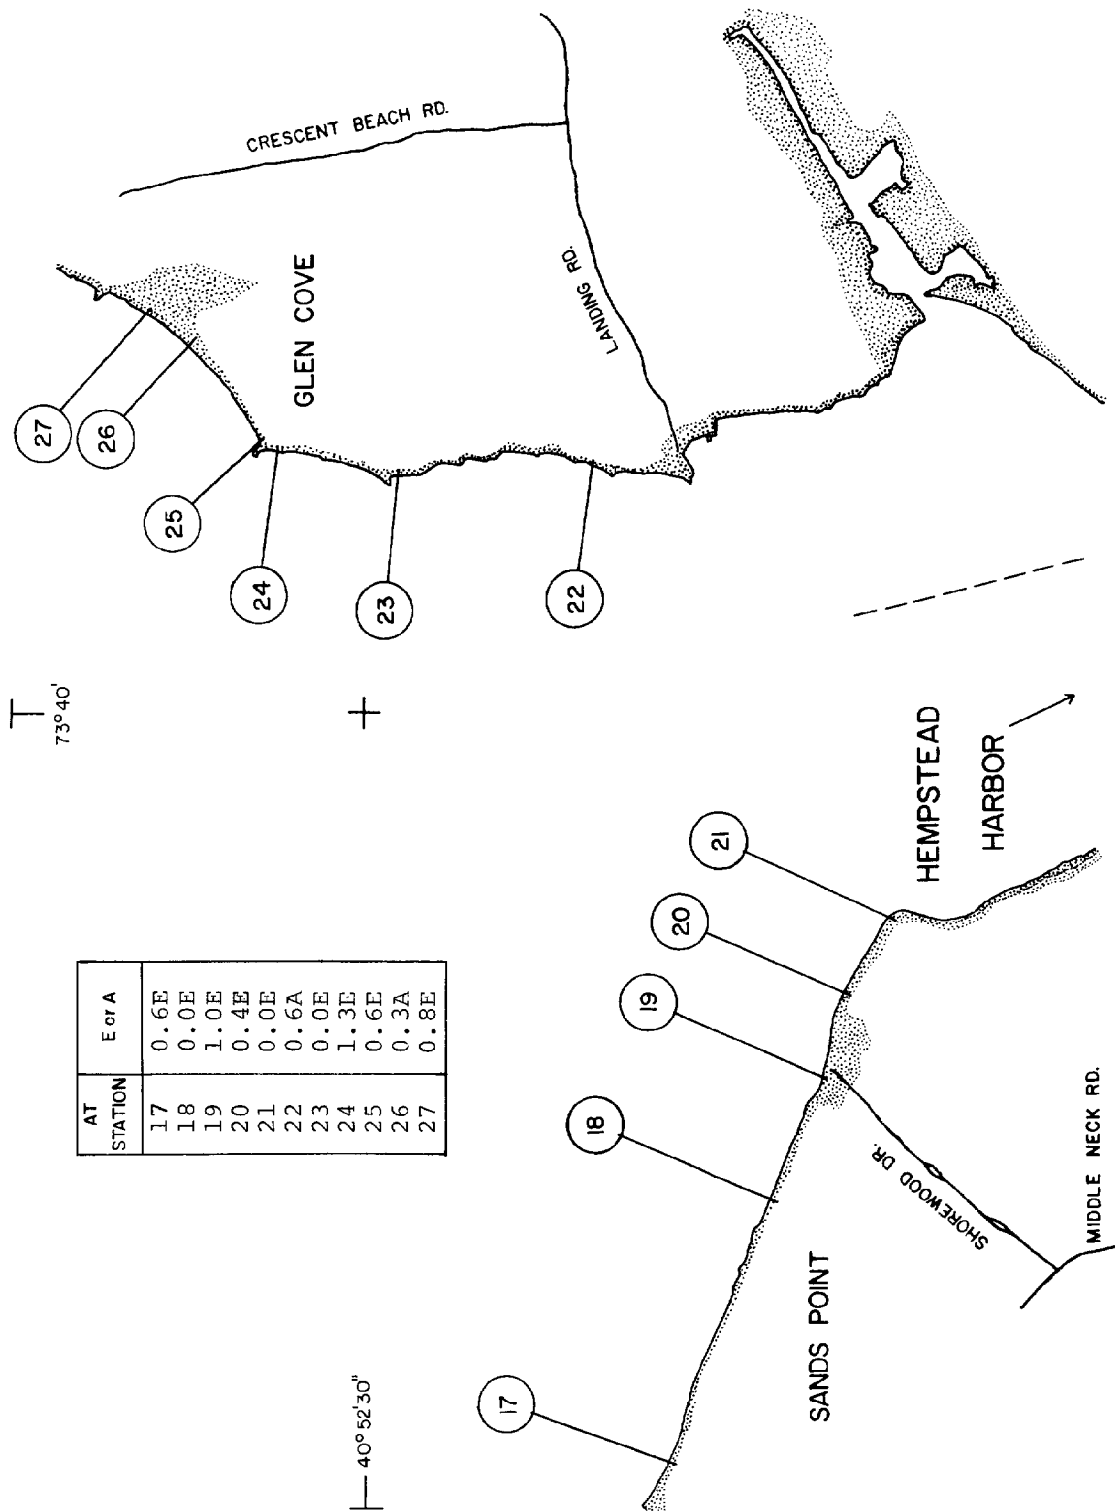 CRESCENT BEACH RD.
GLEN COVE
LANDING RD.
27
26
25
24
23
22
73° 40'
AT STATION E or A
17 0.6E
18 0.0E
19 1.0E
20 0.4E
21 0.0E
22 0.6A
23 0.0E
24 1.3E
25 0.6E
26 0.3A
27 0.8E
HEMPSTEAD
HARBOR
21
20
19
18
17
SHOREWOOD DR.
MIDDLE NECK RD.
SANDS POINT
40° 52' 30"